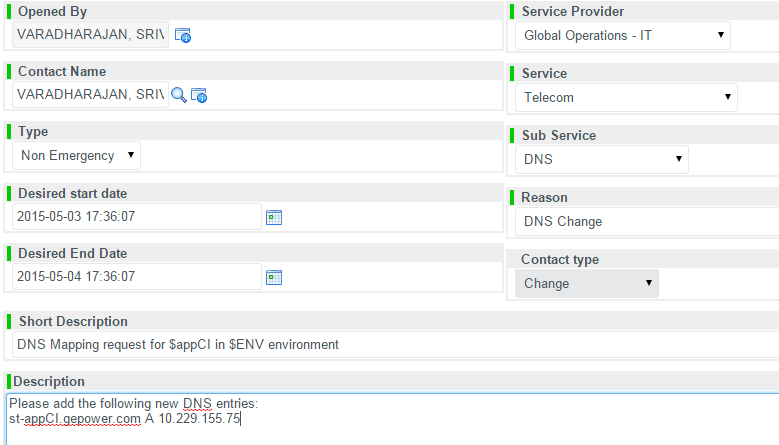 Opened By
VARADHARAJAN, SRI
Contact Name
VARADHARAJAN, SRI
Type
Non Emergency
Desired start date
2015-05-03 17:36:07
Desired End Date
2015-05-04 17:36:07
Service Provider
Global Operations - IT
Service
Telecom
Sub Service
DNS
Reason
DNS Change
Contact type
Change
Short Description
DNS Mapping request for $appCI in $ENV environment
Description
Please add the following new DNS entries:
st-appCI.gepower.com A 10.229.155.75